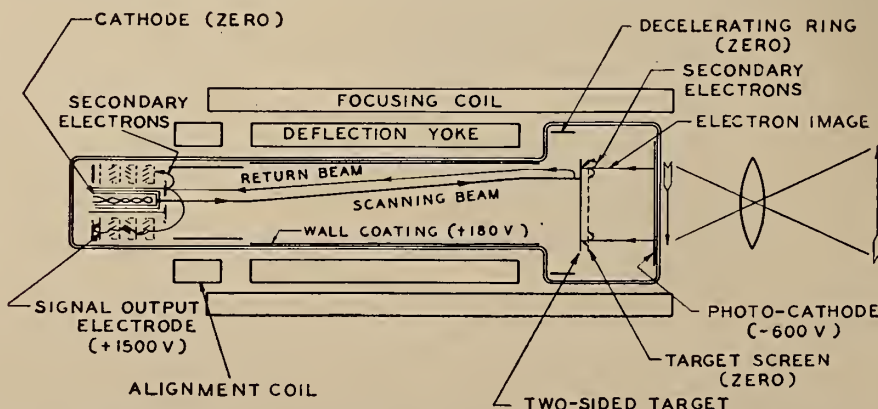 CATHODE (ZERO)
DECELERATING RING
(ZERO)
SECONDARY
ELECTRONS
SECONDARY
ELECTRONS
FOCUSING COIL
ELECTRON IMAGE
DEFLECTION YOKE
RETURN BEAM
SCANNING BEAM
WALL COATING (+180 V)
SIGNAL OUTPUT
ELECTRODE
(+1500 V)
PHOTO-CATHODE
(-600 V)
TARGET SCREEN
(ZERO)
ALIGNMENT COIL
TWO-SIDED TARGET